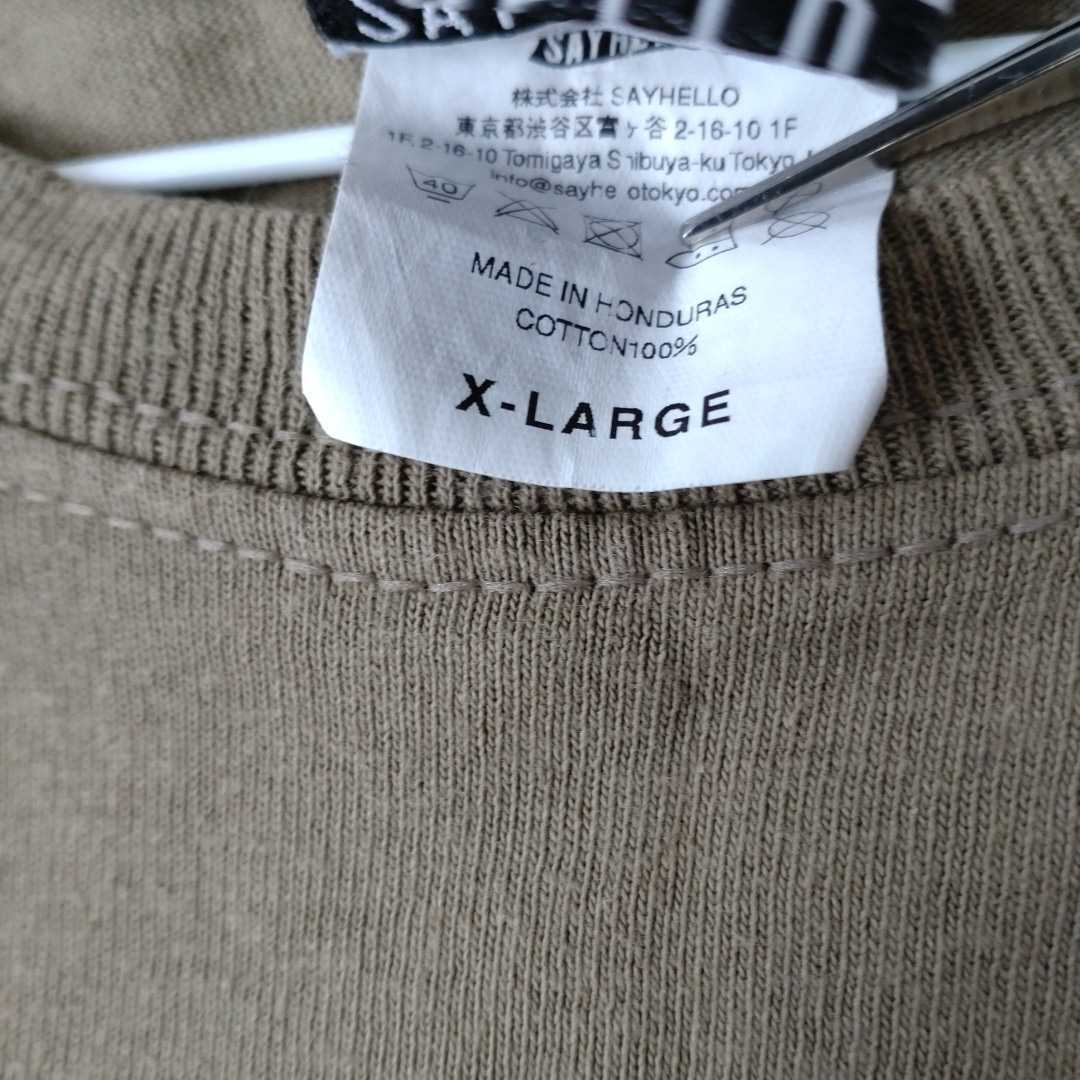 株式会社 SAYHELLO
東京都渋谷区富ヶ谷 2-16-10 1F
1F, 2-16-10 Tomigaya Shibuya-ku Tokyo,
40
MADE IN HONDURAS
COTTON100%
X-LARGE